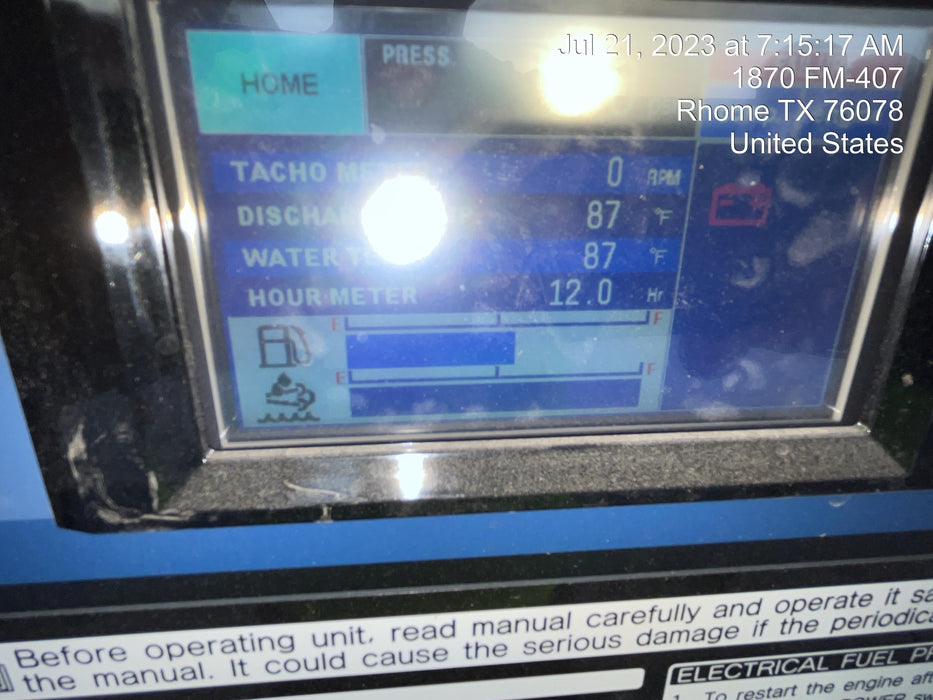 Jul 21, 2023 at 7:15:17 AM
1870 FM-407
Rhome TX 76078
United States
HOME
PRESS.
TACHO 0 RPM
87 °F
WATER 87 °F
HOUR METER 12.0 Hr
E F
E F
Before operating unit, read manual carefully and operate it
the manual. It could cause the serious damage if the
ELECTRICAL FUEL
1. To restart the engine